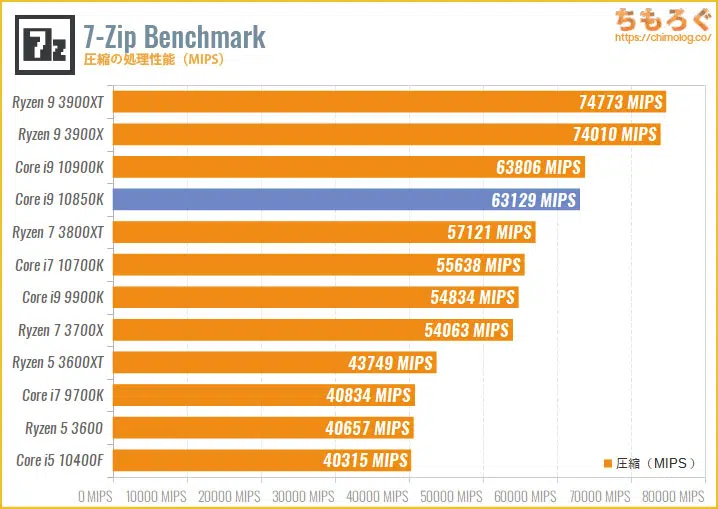 7z
7-Zip Benchmark
圧縮の処理性能（MIPS）
ちもろぐ
https://chimolog.co/
Ryzen 9 3900XT 74773 MIPS
Ryzen 9 3900X 74010 MIPS
Core i9 10900K 63806 MIPS
Core i9 10850K 63129 MIPS
Ryzen 7 3800XT 57121 MIPS
Core i7 10700K 55638 MIPS
Core i9 9900K 54834 MIPS
Ryzen 7 3700X 54063 MIPS
Ryzen 5 3600XT 43749 MIPS
Core i7 9700K 40834 MIPS
Ryzen 5 3600 40657 MIPS
Core i5 10400F 40315 MIPS
圧縮（MIPS）
0 MIPS 10000 MIPS 20000 MIPS 30000 MIPS 40000 MIPS 50000 MIPS 60000 MIPS 70000 MIPS 80000 MIPS